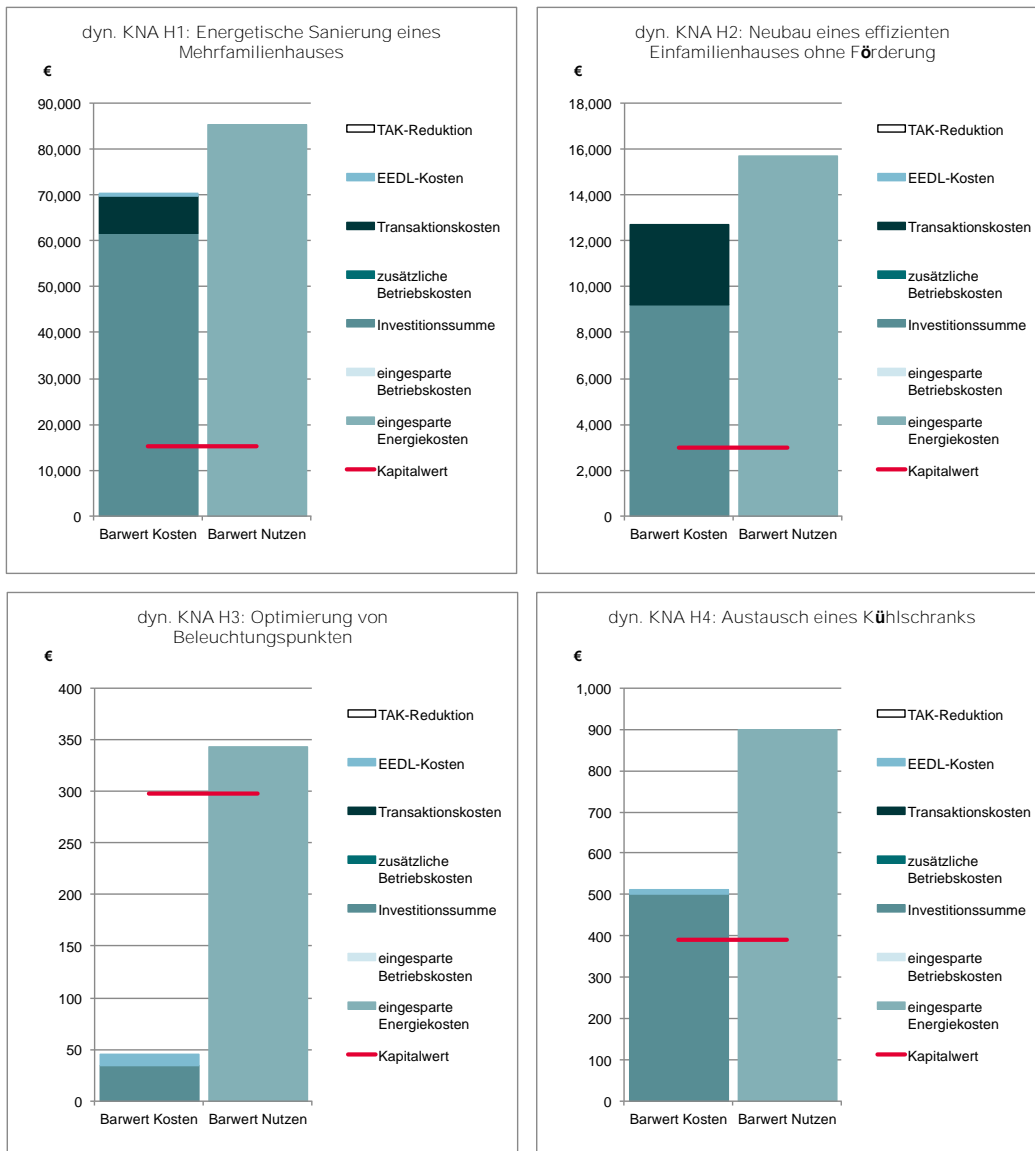 dyn. KNA H1: Energetische Sanierung eines
Mehrfamilienhauses
€
90,000
80,000
70,000
60,000
50,000
40,000
30,000
20,000
10,000
0
Barwert Kosten Barwert Nutzen
TAK-Reduktion
EEDL-Kosten
Transaktionskosten
zusätzliche
Betriebskosten
Investitionssumme
eingesparte
Betriebskosten
eingesparte
Energiekosten
Kapitalwert
dyn. KNA H2: Neubau eines effizienten
Einfamilienhauses ohne Förderung
€
18,000
16,000
14,000
12,000
10,000
8,000
6,000
4,000
2,000
0
Barwert Kosten Barwert Nutzen
TAK-Reduktion
EEDL-Kosten
Transaktionskosten
zusätzliche
Betriebskosten
Investitionssumme
eingesparte
Betriebskosten
eingesparte
Energiekosten
Kapitalwert
dyn. KNA H3: Optimierung von
Beleuchtungspunkten
€
400
350
300
250
200
150
100
50
0
Barwert Kosten Barwert Nutzen
TAK-Reduktion
EEDL-Kosten
Transaktionskosten
zusätzliche
Betriebskosten
Investitionssumme
eingesparte
Betriebskosten
eingesparte
Energiekosten
Kapitalwert
dyn. KNA H4: Austausch eines Kühlschranks
€
1,000
900
800
700
600
500
400
300
200
100
0
Barwert Kosten Barwert Nutzen
TAK-Reduktion
EEDL-Kosten
Transaktionskosten
zusätzliche
Betriebskosten
Investitionssumme
eingesparte
Betriebskosten
eingesparte
Energiekosten
Kapitalwert